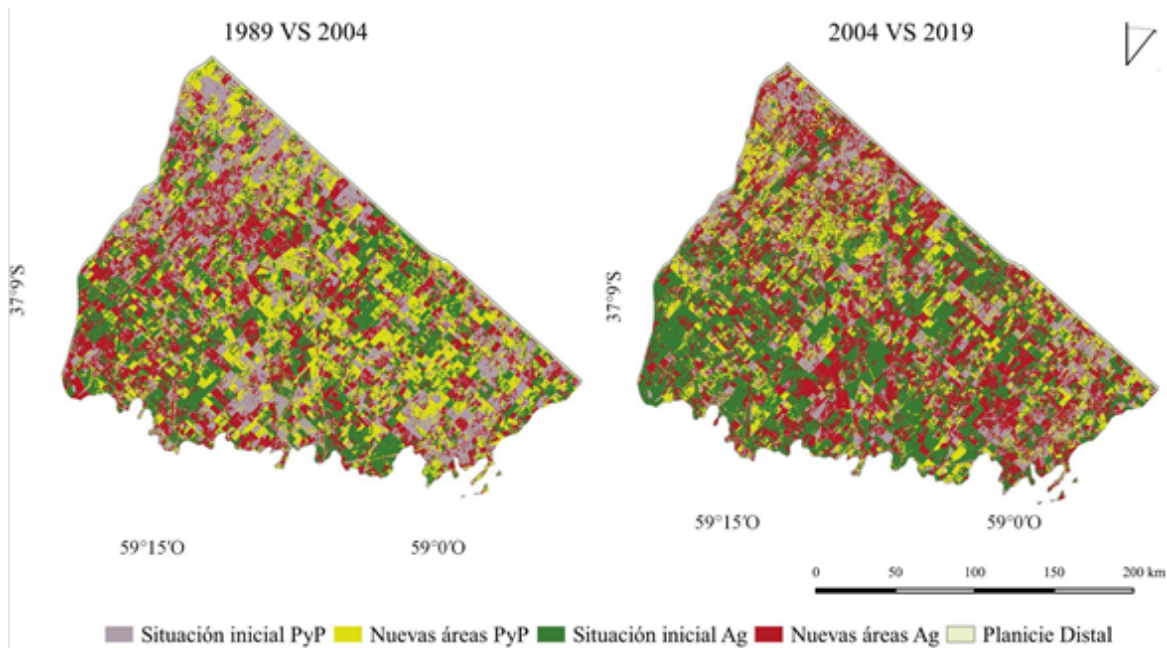 1989 VS 2004
2004 VS 2019
37°9'S
37°9'S
59°15'O
59°0'O
59°15'O
59°0'O
0 50 100 150 200 km
Situación inicial PyP Nuevas áreas PyP Situación inicial Ag Nuevas áreas Ag Planicie Distal